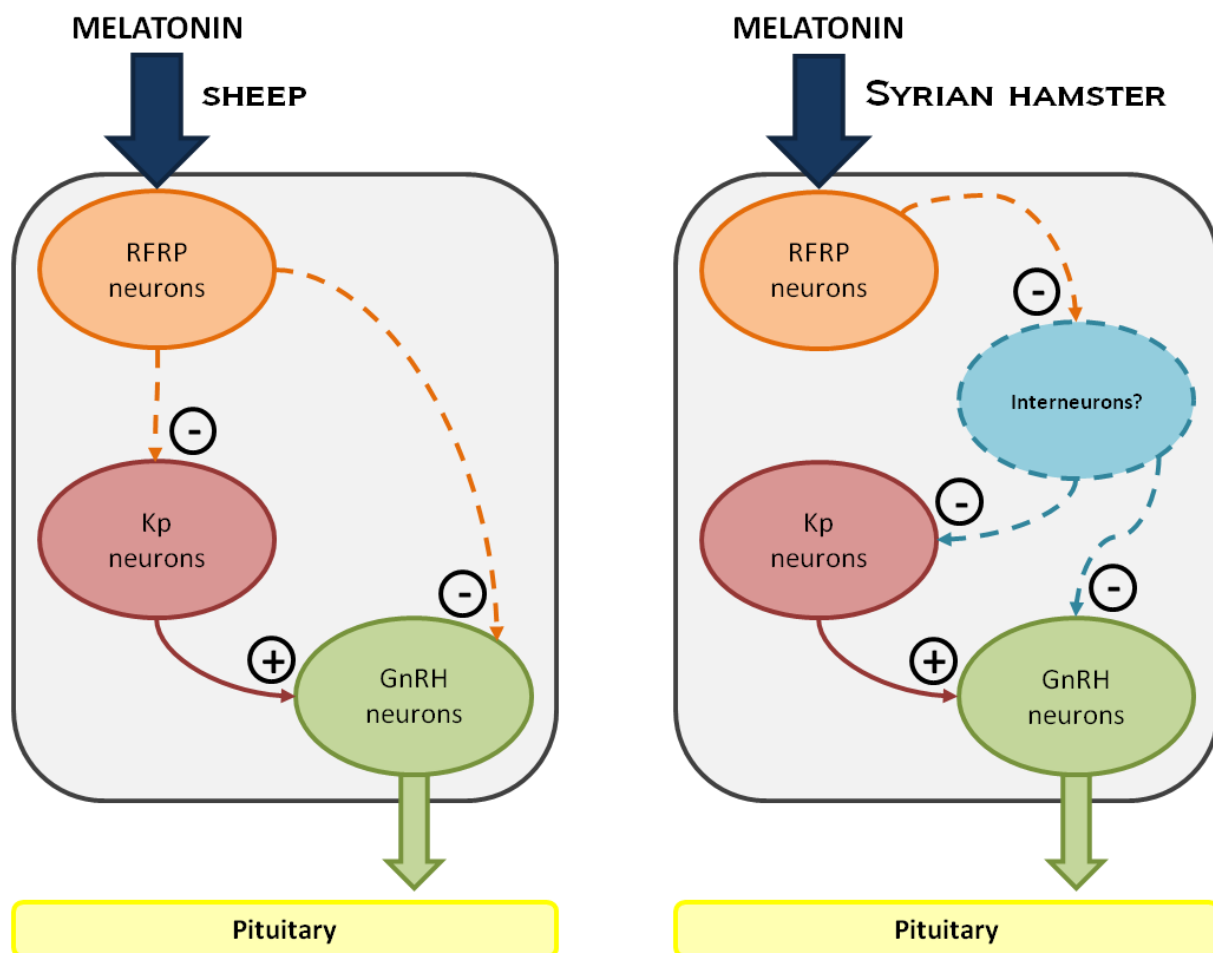 MELATONIN
SHEEP
RFRP
neurons
-
Kp
neurons
-
+
GnRH
neurons
Pituitary
MELATONIN
SYRIAN HAMSTER
RFRP
neurons
-
Interneurons?
Kp
neurons
-
-
+
GnRH
neurons
Pituitary